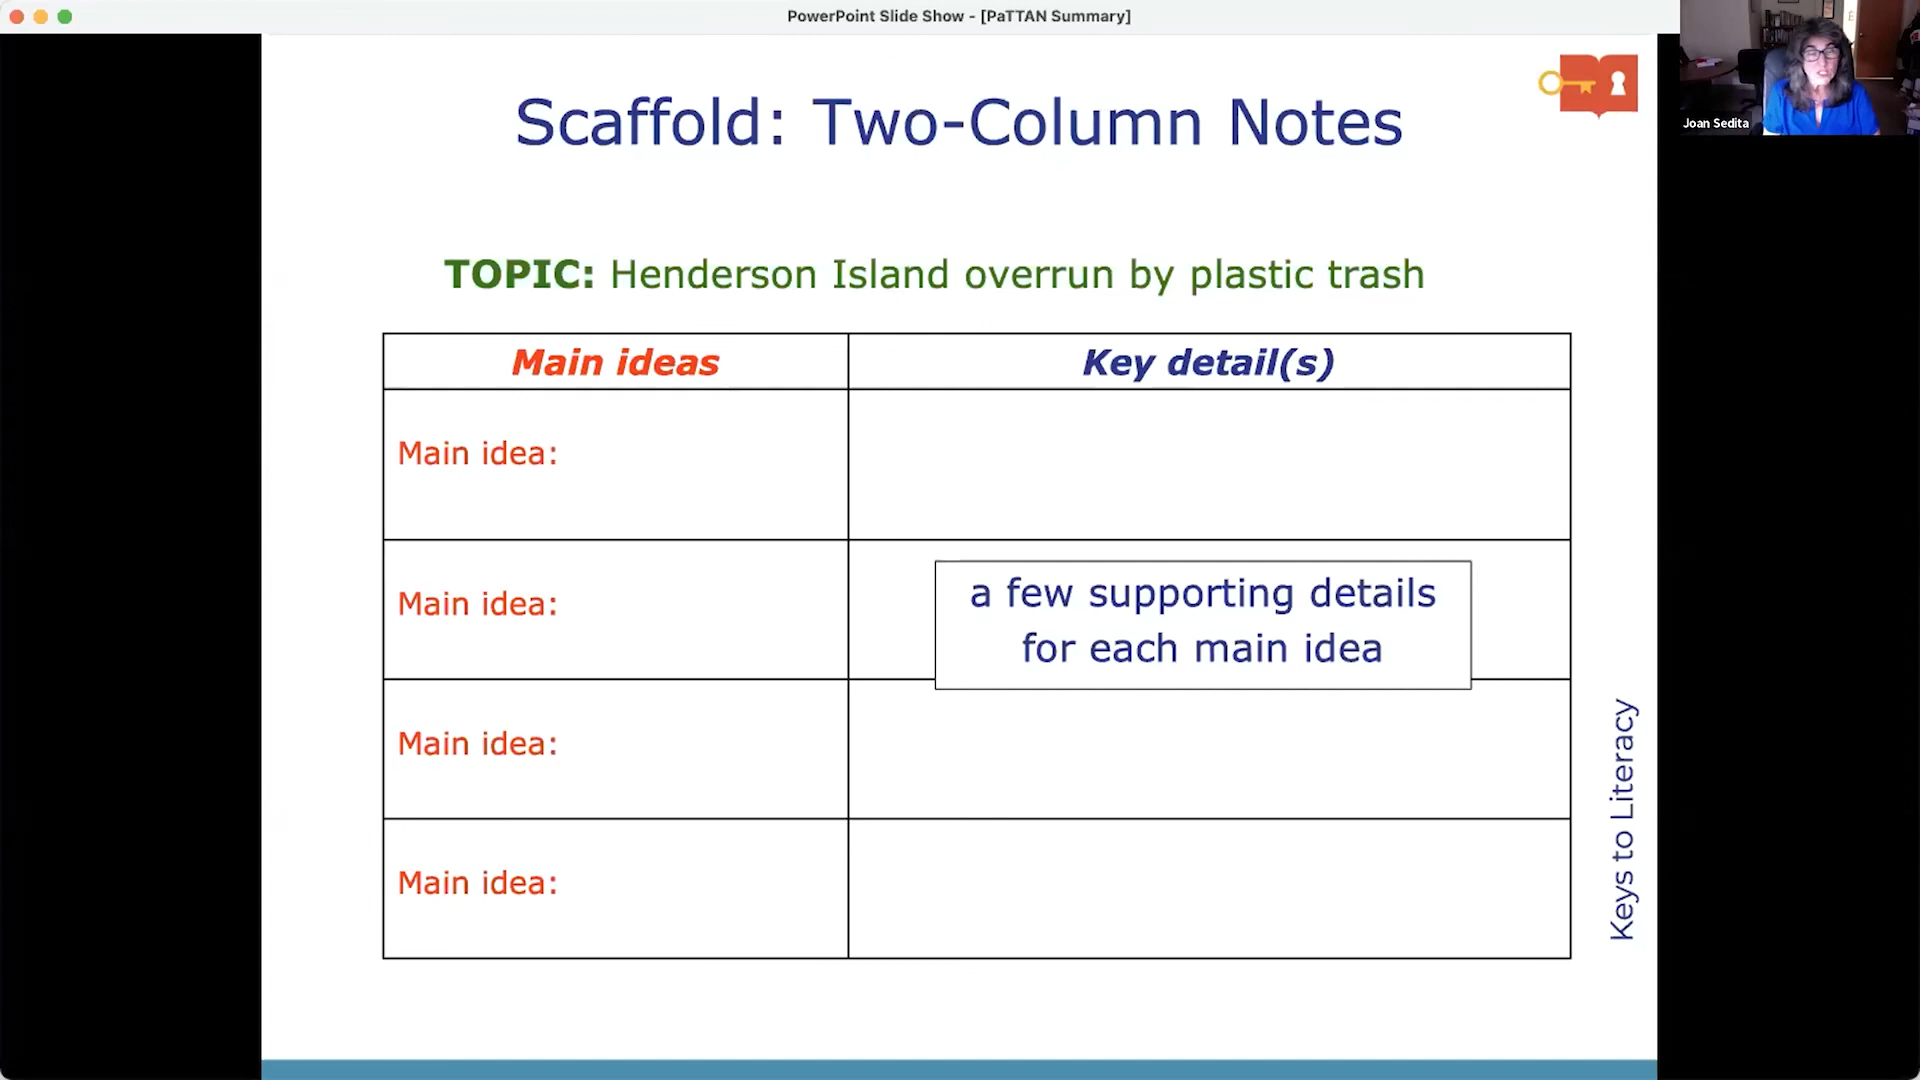 PowerPoint Slide Show - [PaTTAN Summary]
Joan Sedita
Scaffold: Two-Column Notes
TOPIC: Henderson Island overrun by plastic trash
Main ideas
Key detail(s)
Main idea:
Main idea:
a few supporting details
for each main idea
Main idea:
Main idea:
Keys to Literacy